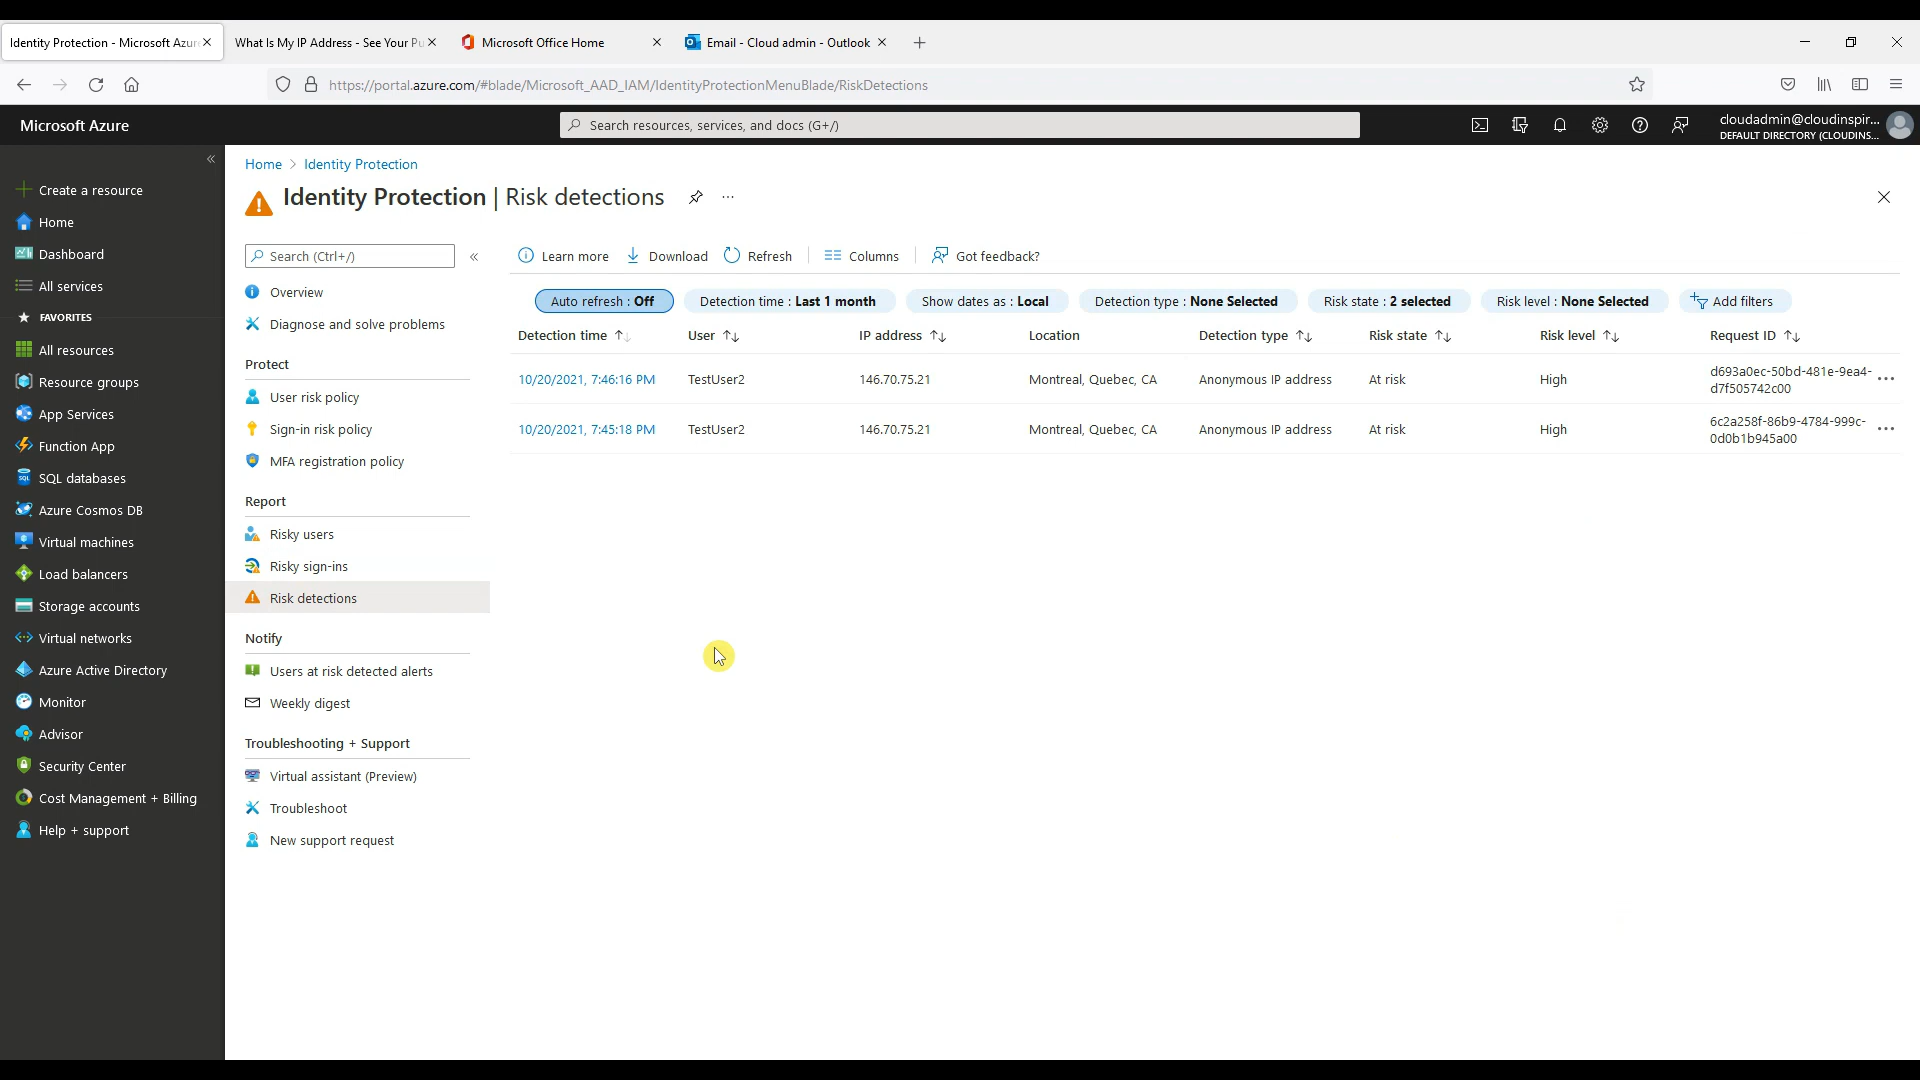 Identity Protection - Microsoft Azur
What Is My IP Address - See Your Pu
Microsoft Office Home
Email - Cloud admin - Outlook
https://portal.azure.com/#blade/Microsoft_AAD_IAM/IdentityProtectionMenuBlade/RiskDetections
Microsoft Azure
Search resources, services, and docs (G+/)
cloudadmin@cloudinspir...
DEFAULT DIRECTORY (CLOUDINS...
Create a resource
Home
Dashboard
All services
FAVORITES
All resources
Resource groups
App Services
Function App
SQL databases
Azure Cosmos DB
Virtual machines
Load balancers
Storage accounts
Virtual networks
Azure Active Directory
Monitor
Advisor
Security Center
Cost Management + Billing
Help + support
Home > Identity Protection
Identity Protection | Risk detections
Search (Ctrl+/)
Overview
Diagnose and solve problems
Protect
User risk policy
Sign-in risk policy
MFA registration policy
Report
Risky users
Risky sign-ins
Risk detections
Notify
Users at risk detected alerts
Weekly digest
Troubleshooting + Support
Virtual assistant (Preview)
Troubleshoot
New support request
Learn more Download Refresh Columns Got feedback?
Auto refresh : Off Detection time : Last 1 month Show dates as : Local Detection type : None Selected Risk state : 2 selected Risk level : None Selected Add filters
Detection time User IP address Location Detection type Risk state Risk level Request ID
10/20/2021, 7:46:16 PM TestUser2 146.70.75.21 Montreal, Quebec, CA Anonymous IP address At risk High d693a0ec-50bd-481e-9ea4-
d7f505742c00
10/20/2021, 7:45:18 PM TestUser2 146.70.75.21 Montreal, Quebec, CA Anonymous IP address At risk High 6c2a258f-86b9-4784-999c-
0d0b1b945a00